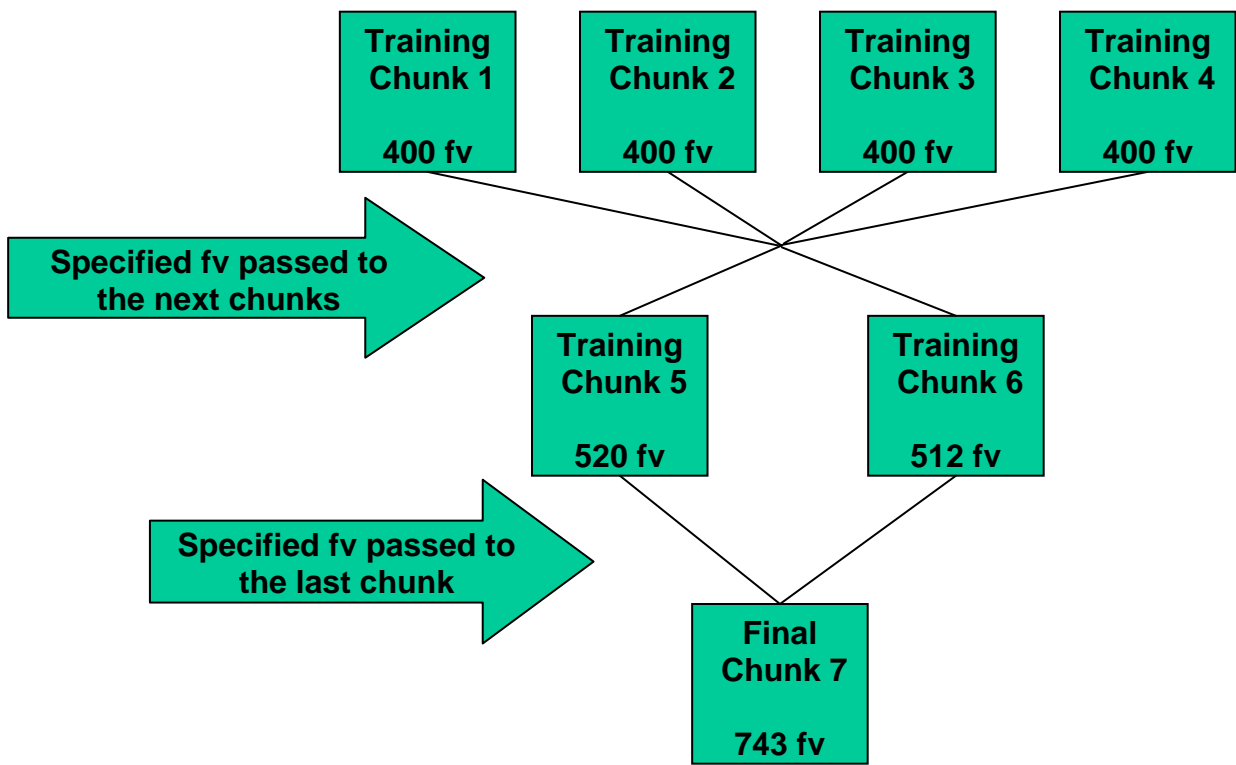 Training
Chunk 1
400 fv
Training
Chunk 2
400 fv
Training
Chunk 3
400 fv
Training
Chunk 4
400 fv
Specified fv passed to
the next chunks
Training
Chunk 5
520 fv
Training
Chunk 6
512 fv
Specified fv passed to
the last chunk
Final
Chunk 7
743 fv